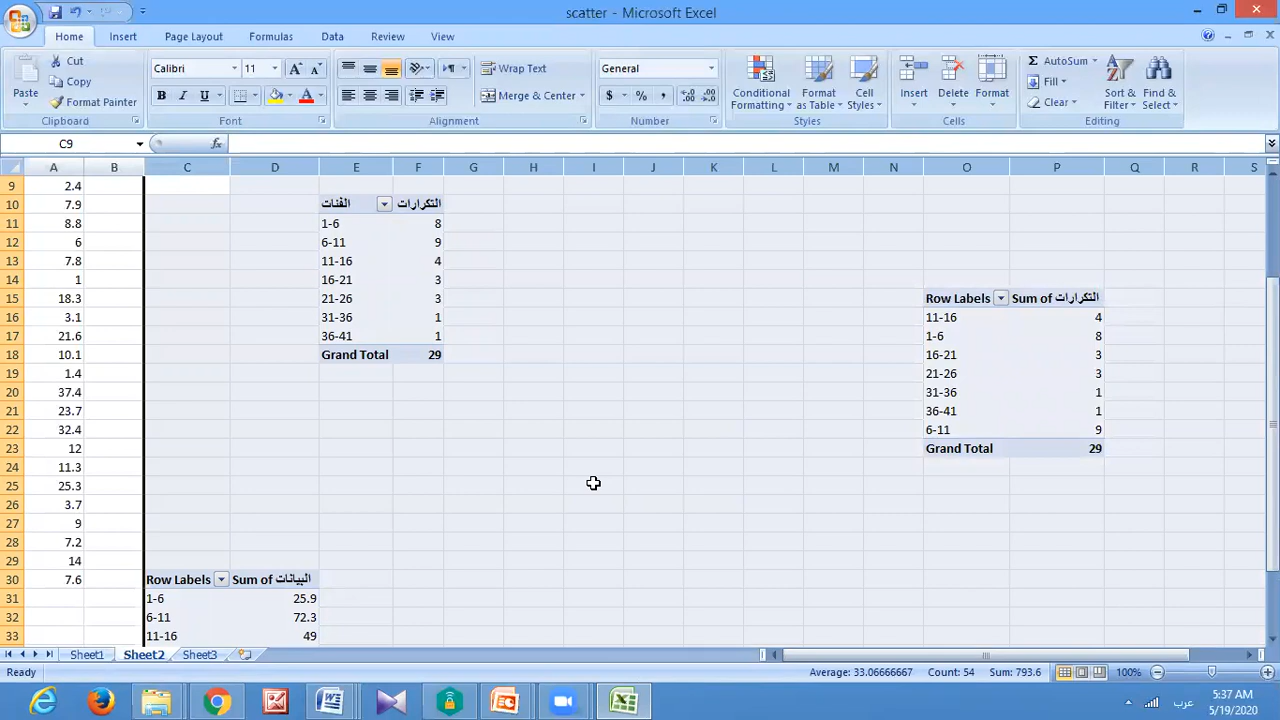 scatter - Microsoft Excel
Home Insert Page Layout Formulas Data Review View
Paste
Cut
Copy
Format Painter
Clipboard
Calibri 11
B I U
Font
Wrap Text
Merge & Center
Alignment
General
$ % ,
Number
Conditional Formatting
Format as Table
Cell Styles
Styles
Insert
Delete
Format
Cells
Σ AutoSum
Fill
Clear
Sort & Filter
Find & Select
Editing
C9 fx
A B C D E F G H I J K L M N O P Q R S
9 2.4
10 7.9 الفئات التكرارات
11 8.8 1-6 8
12 6 6-11 9
13 7.8 11-16 4
14 1 16-21 3
15 18.3 21-26 3 Row Labels Sum of التكرارات
16 3.1 31-36 1 11-16 4
17 21.6 36-41 1 1-6 8
18 10.1 Grand Total 29 16-21 3
19 1.4 21-26 3
20 37.4 31-36 1
21 23.7 36-41 1
22 32.4 6-11 9
23 12 Grand Total 29
24 11.3
25 25.3
26 3.7
27 9
28 7.2
29 14
30 7.6 Row Labels Sum of البيانات
31 1-6 25.9
32 6-11 72.3
33 11-16 49
Sheet1 Sheet2 Sheet3
Ready Average: 33.06666667 Count: 54 Sum: 793.6 100%
عرب
5:37 AM
5/19/2020